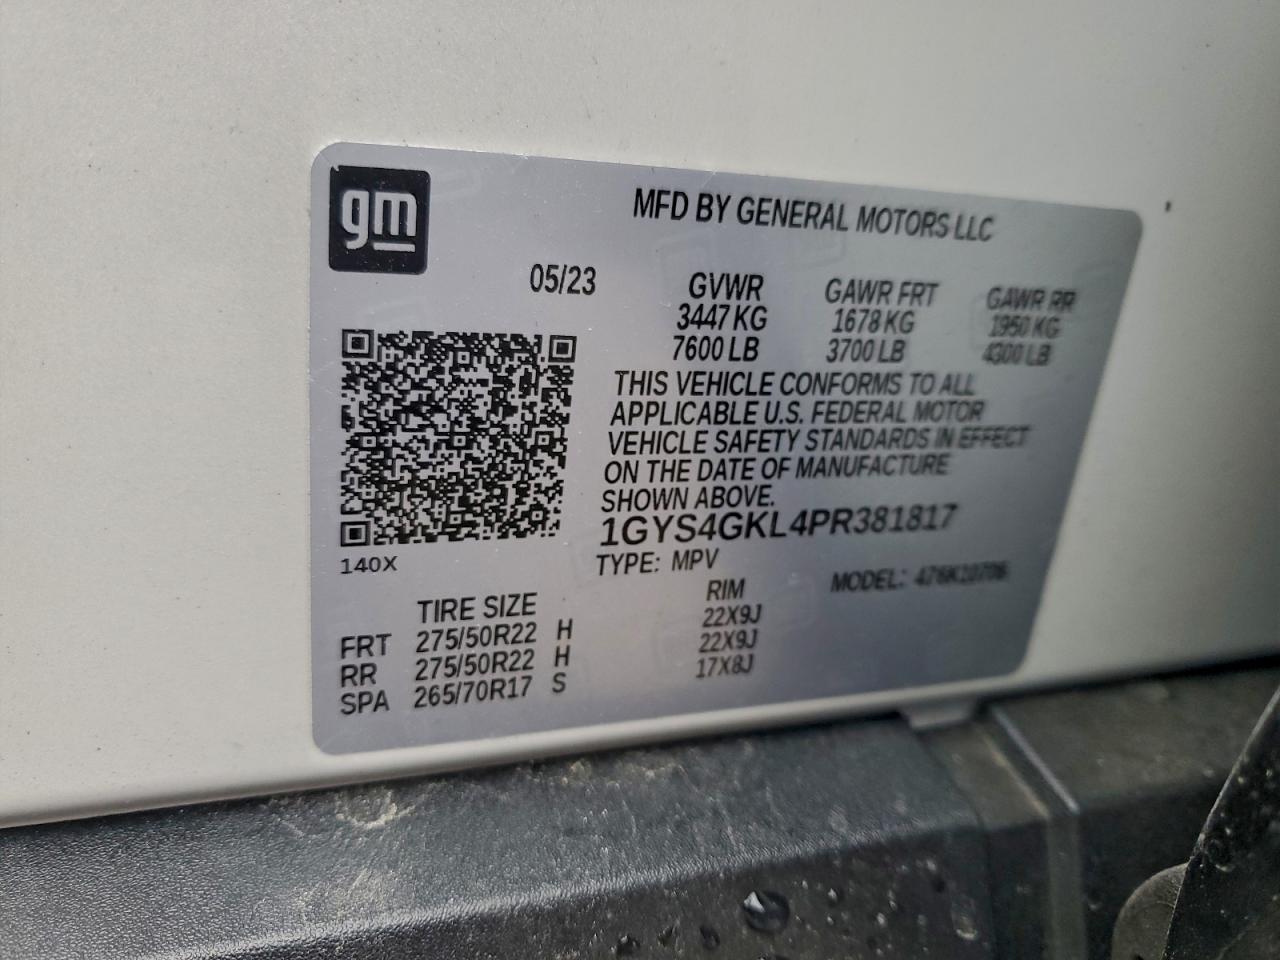 gm
MFD BY GENERAL MOTORS LLC
05/23 GVWR GAWR FRT GAWR RR
3447 KG 1678 KG 1950 KG
7600 LB 3700 LB 4300 LB
THIS VEHICLE CONFORMS TO ALL
APPLICABLE U.S. FEDERAL MOTOR
VEHICLE SAFETY STANDARDS IN EFFECT
ON THE DATE OF MANUFACTURE
SHOWN ABOVE.
1GYS4GKL4PR381817
140X
TYPE: MPV MODEL:
TIRE SIZE RIM
FRT 275/50R22 H 22X9J
RR 275/50R22 H 22X9J
SPA 265/70R17 S 17X8J